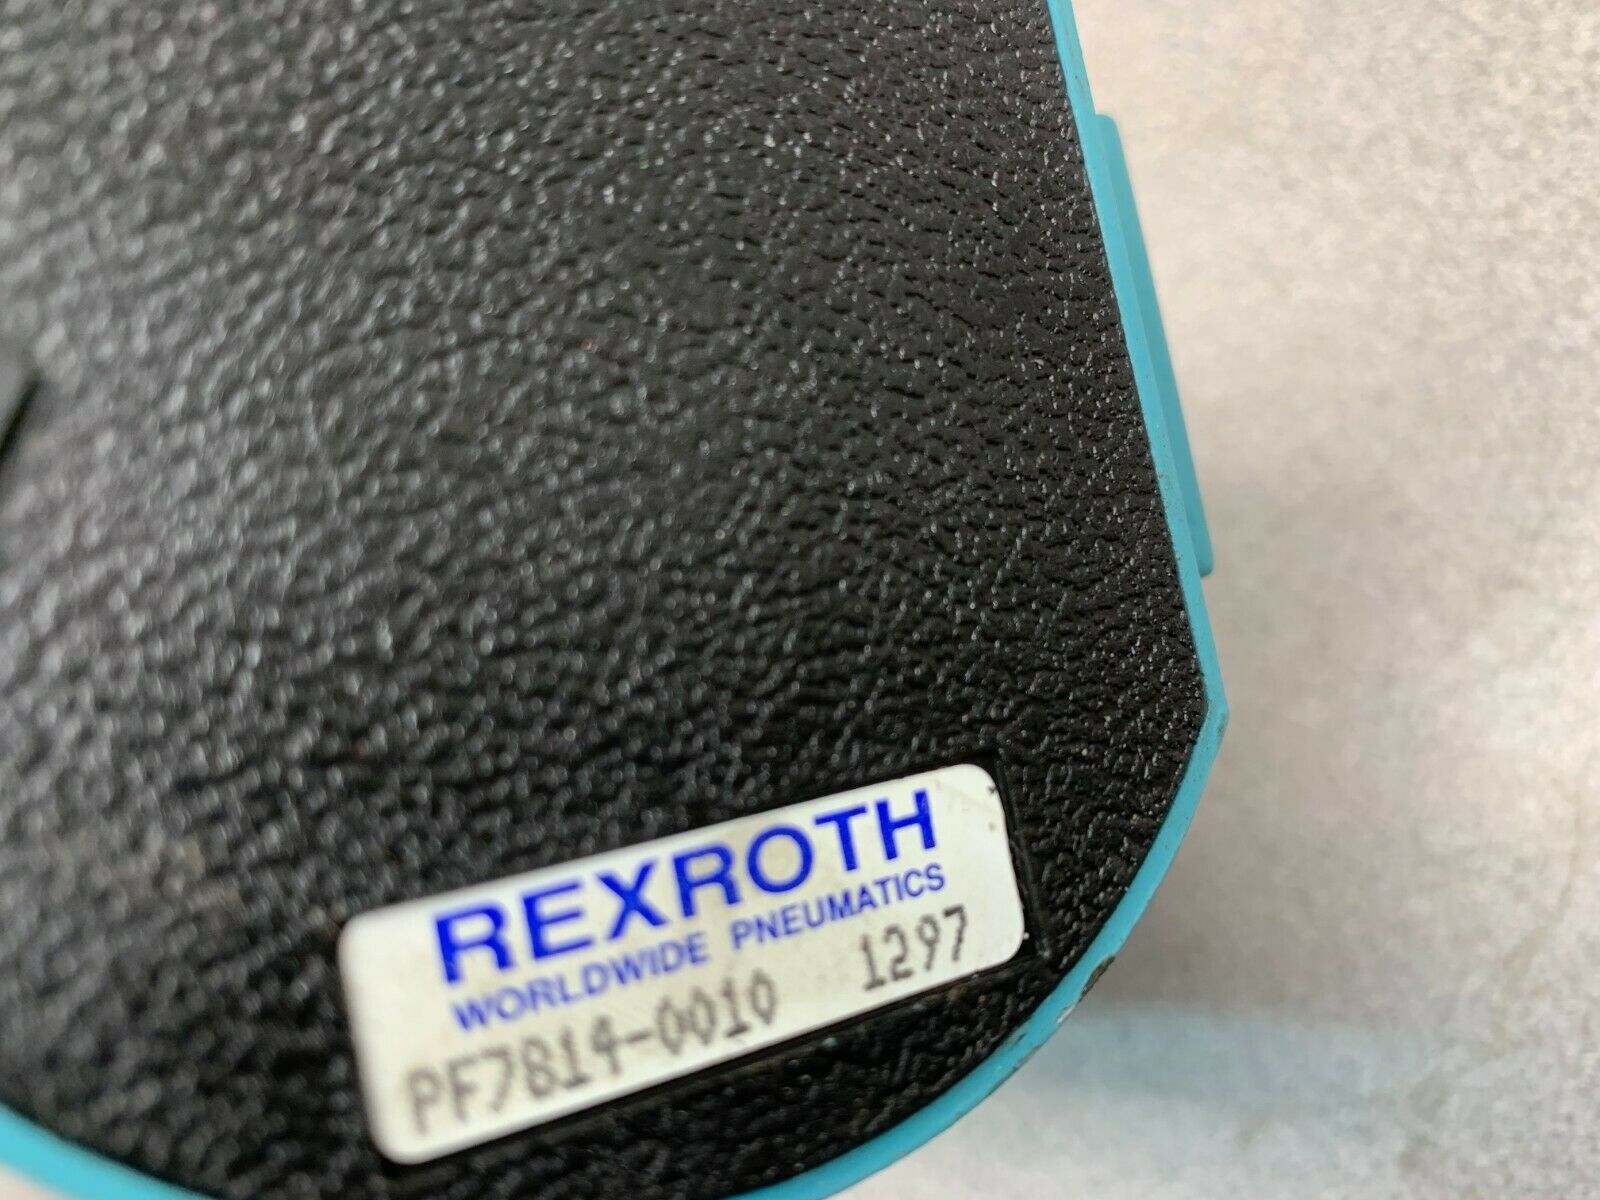 REXROTH
WORLDWIDE PNEUMATICS
PF7814-0010 1297